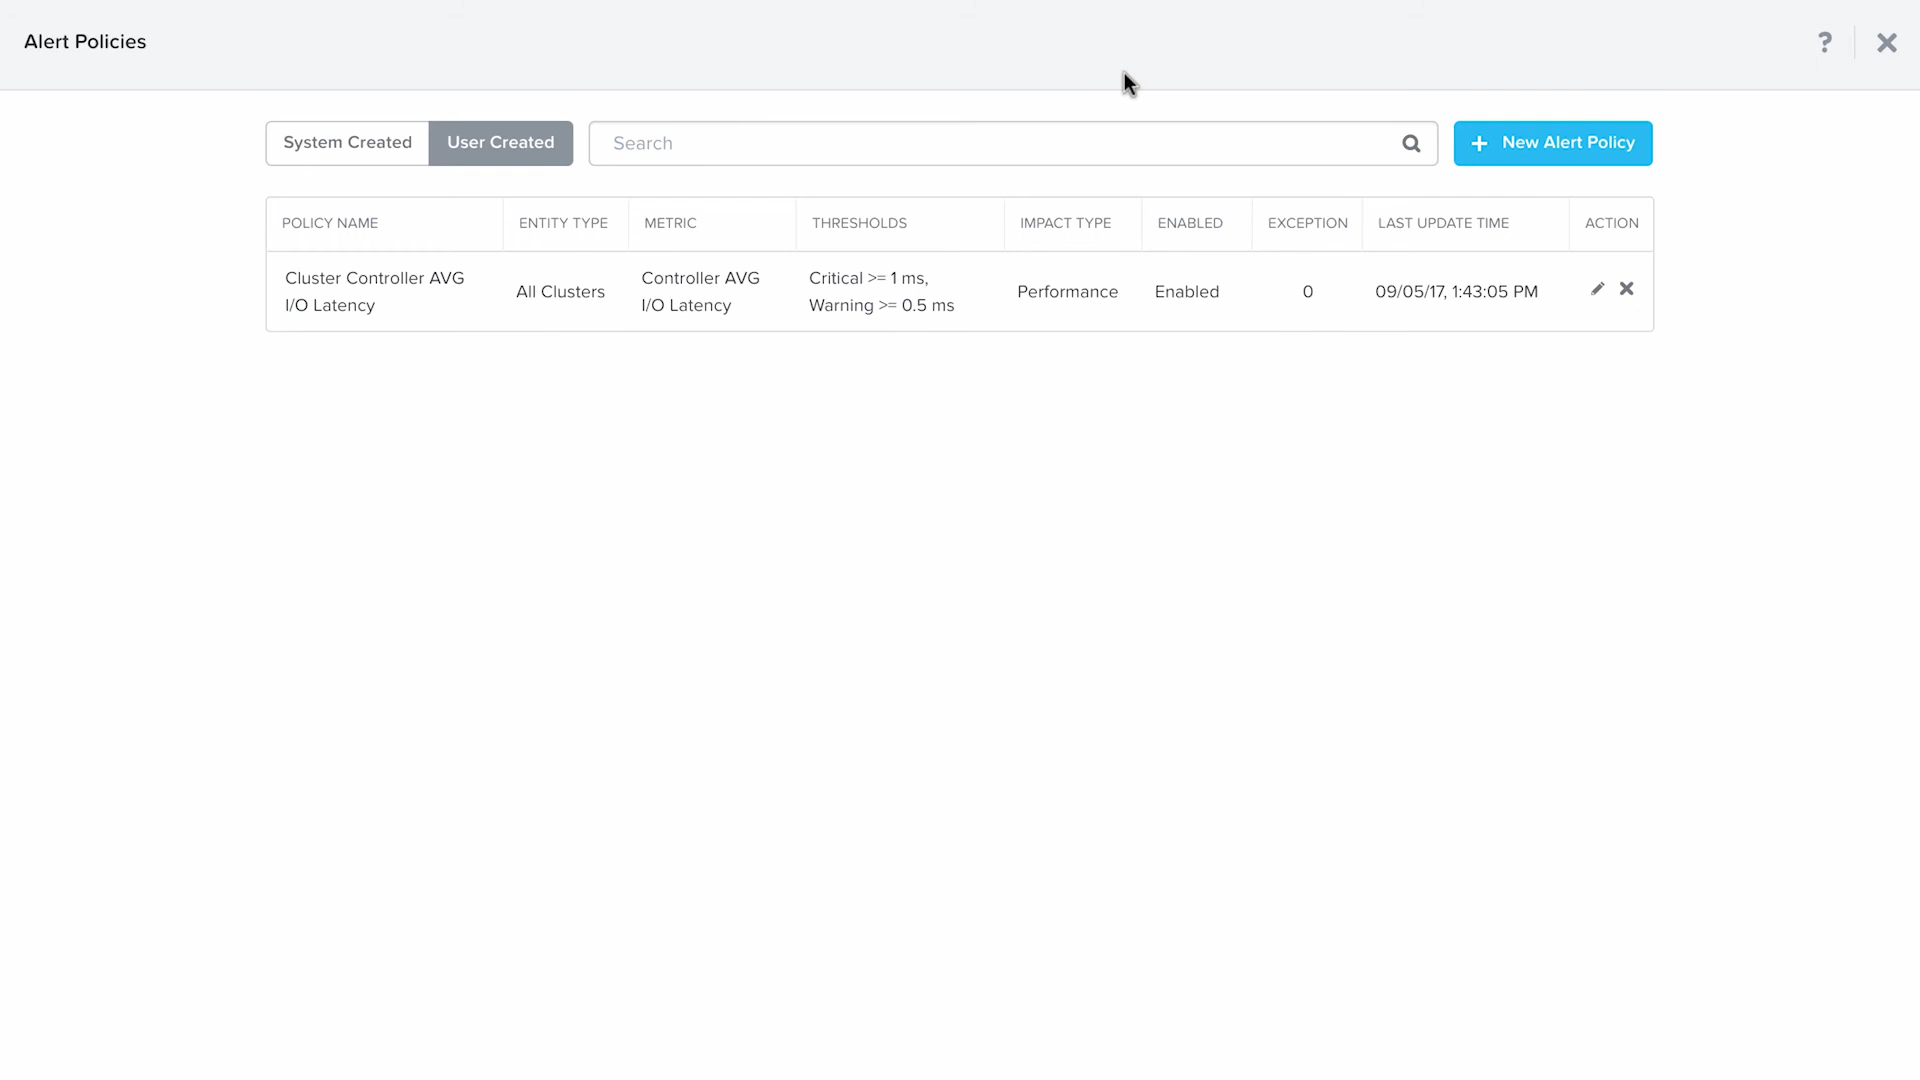 Alert Policies
?
System Created
User Created
Search
New Alert Policy
POLICY NAME
ENTITY TYPE
METRIC
THRESHOLDS
IMPACT TYPE
ENABLED
EXCEPTION
LAST UPDATE TIME
ACTION
Cluster Controller AVG
I/O Latency
All Clusters
Controller AVG
I/O Latency
Critical >= 1 ms,
Warning >= 0.5 ms
Performance
Enabled
0
09/05/17, 1:43:05 PM